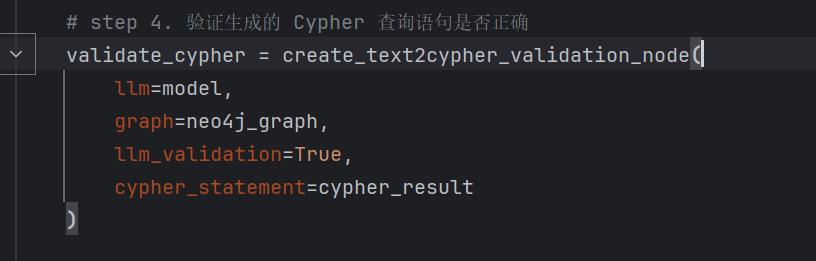 # step 4. 验证生成的 Cypher 查询语句是否正确
validate_cypher = create_text2cypher_validation_node(
    llm=model,
    graph=neo4j_graph,
    llm_validation=True,
    cypher_statement=cypher_result
)